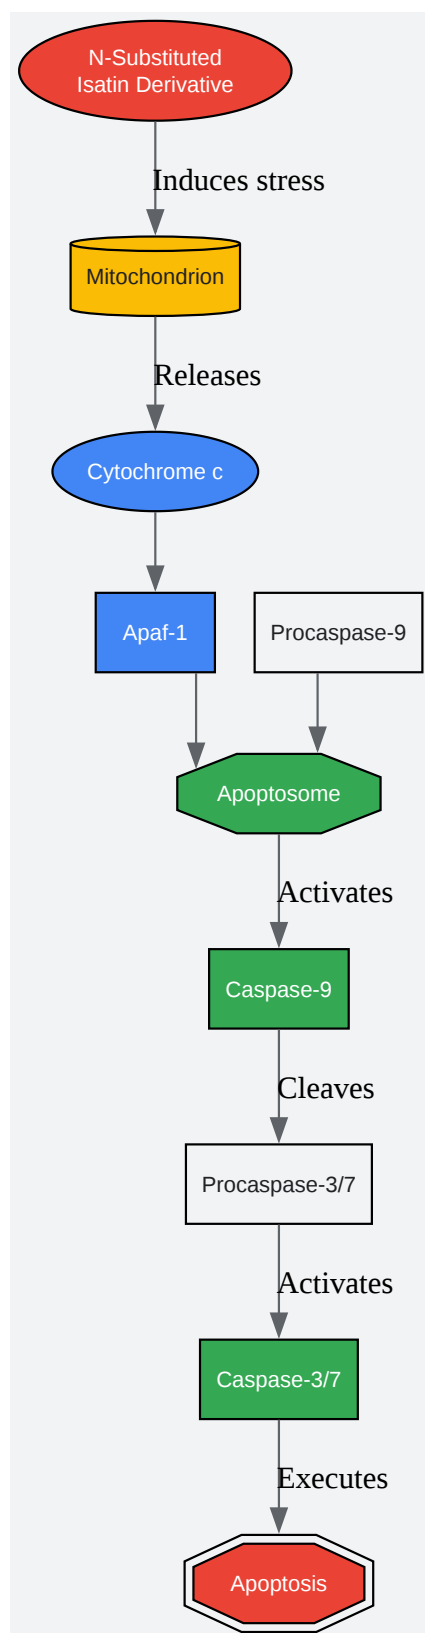 N-Substituted
Isatin Derivative
Induces stress
Mitochondrion
Releases
Cytochrome c
Apaf-1
Procaspase-9
Apoptosome
Activates
Caspase-9
Cleaves
Procaspase-3/7
Activates
Caspase-3/7
Executes
Apoptosis